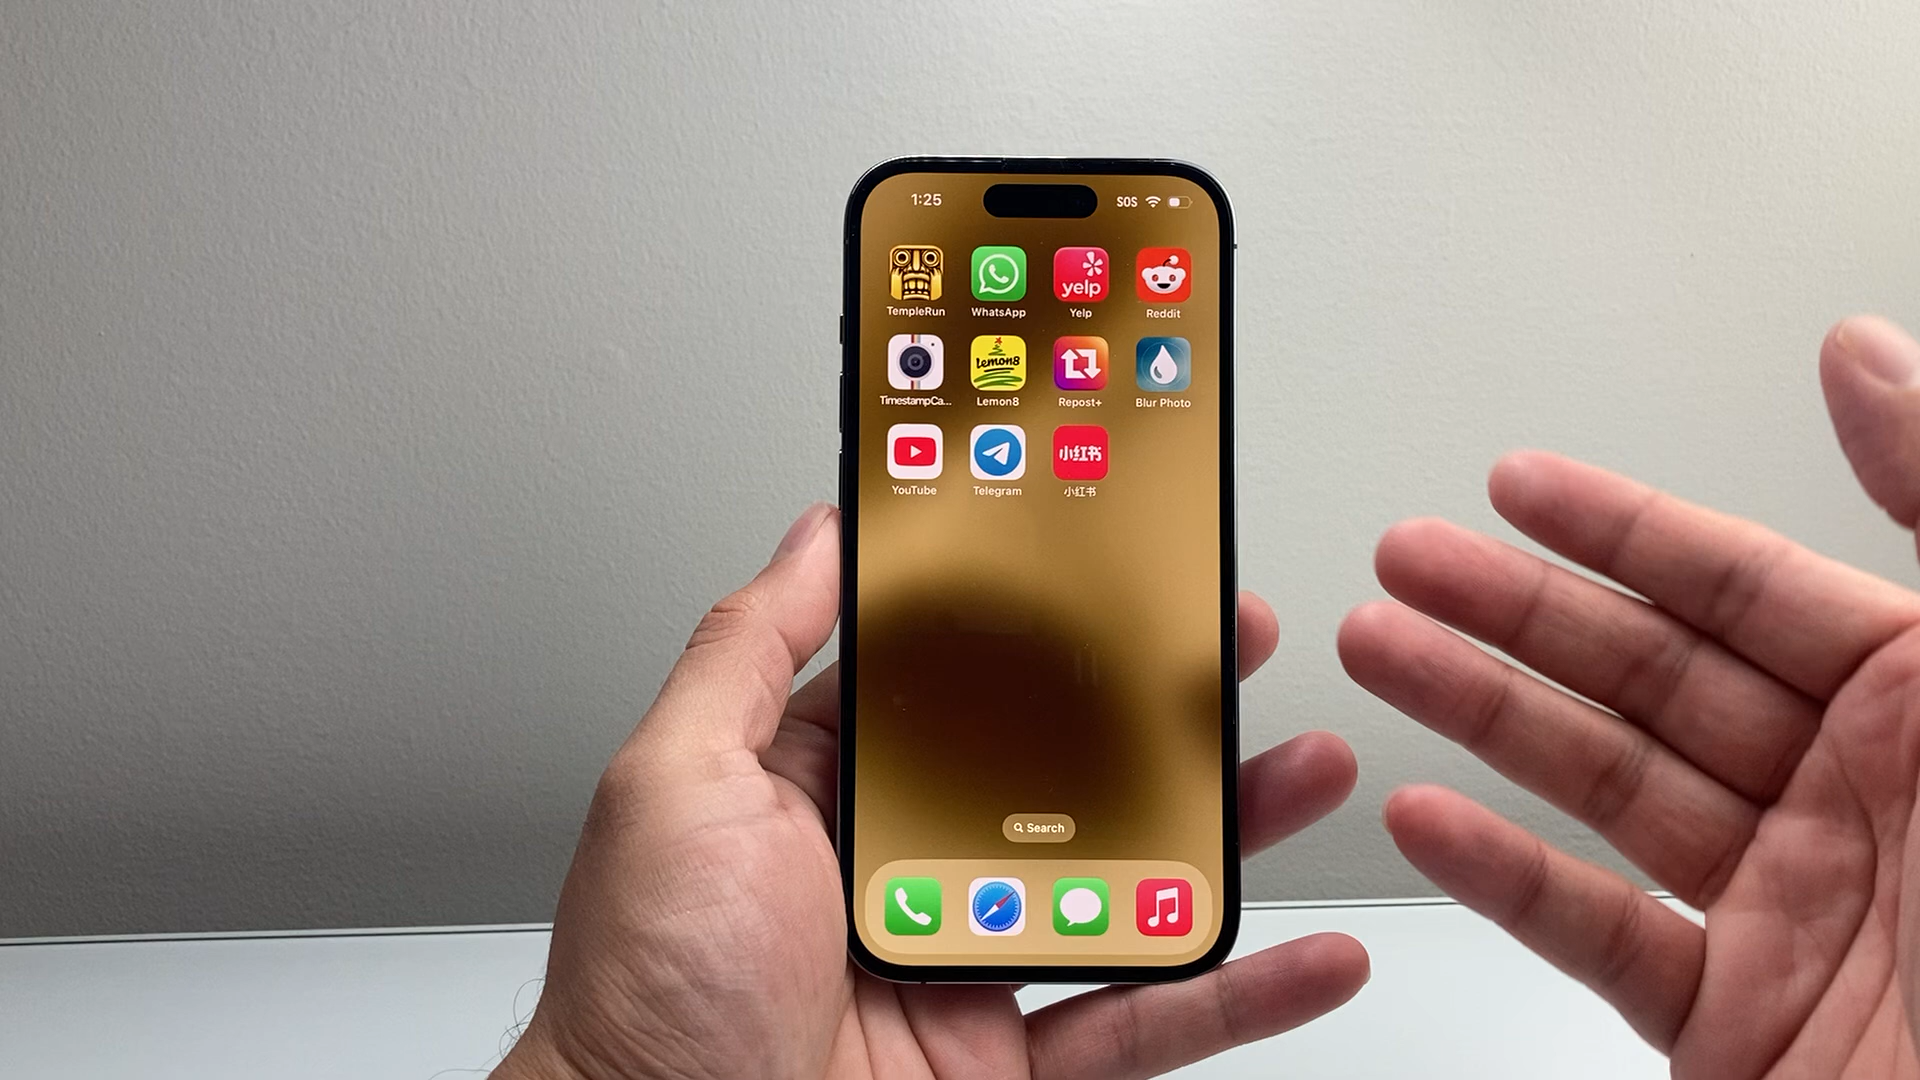 1:25 SOS
yelp
TempleRun WhatsApp Yelp Reddit
Lemon8
TimestampCa... Lemon8 Repost+ Blur Photo
小红书
YouTube Telegram 小红书
Search